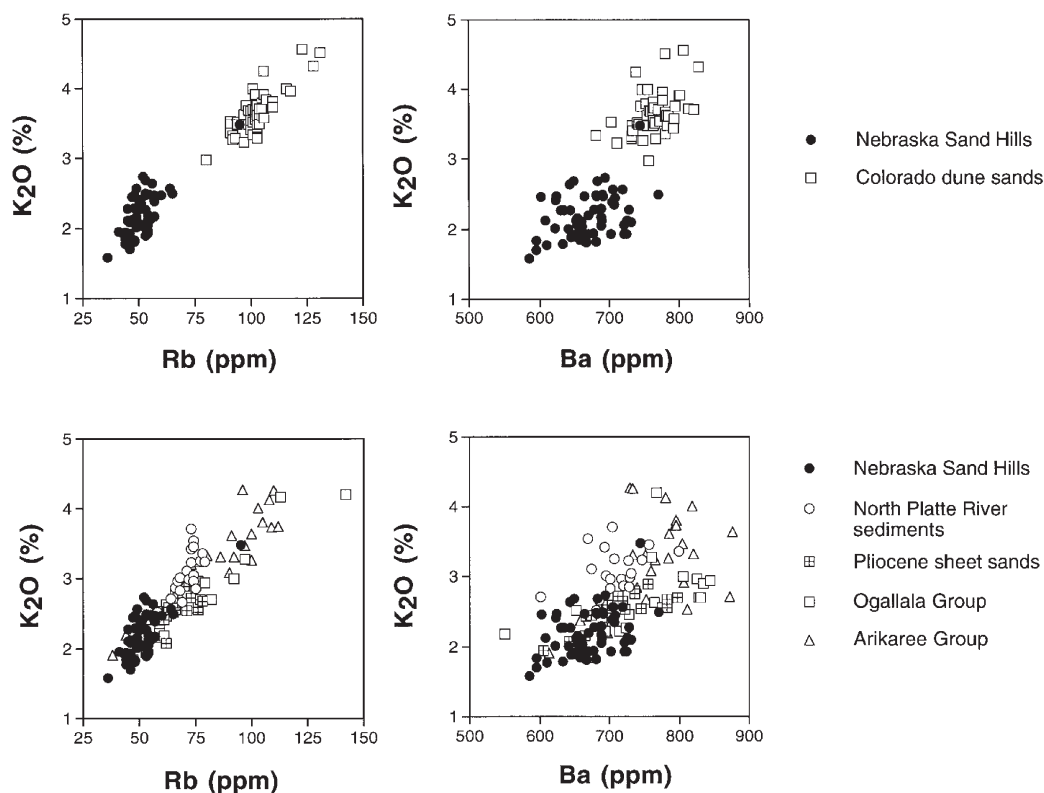 5
4
3
2
1
25 50 75 100 125 150
K2O (%)
Rb (ppm)
5
4
3
2
1
500 600 700 800 900
K2O (%)
Ba (ppm)
Nebraska Sand Hills
Colorado dune sands
5
4
3
2
1
25 50 75 100 125 150
K2O (%)
Rb (ppm)
5
4
3
2
1
500 600 700 800 900
K2O (%)
Ba (ppm)
Nebraska Sand Hills
North Platte River
sediments
Pliocene sheet sands
Ogallala Group
Arikaree Group